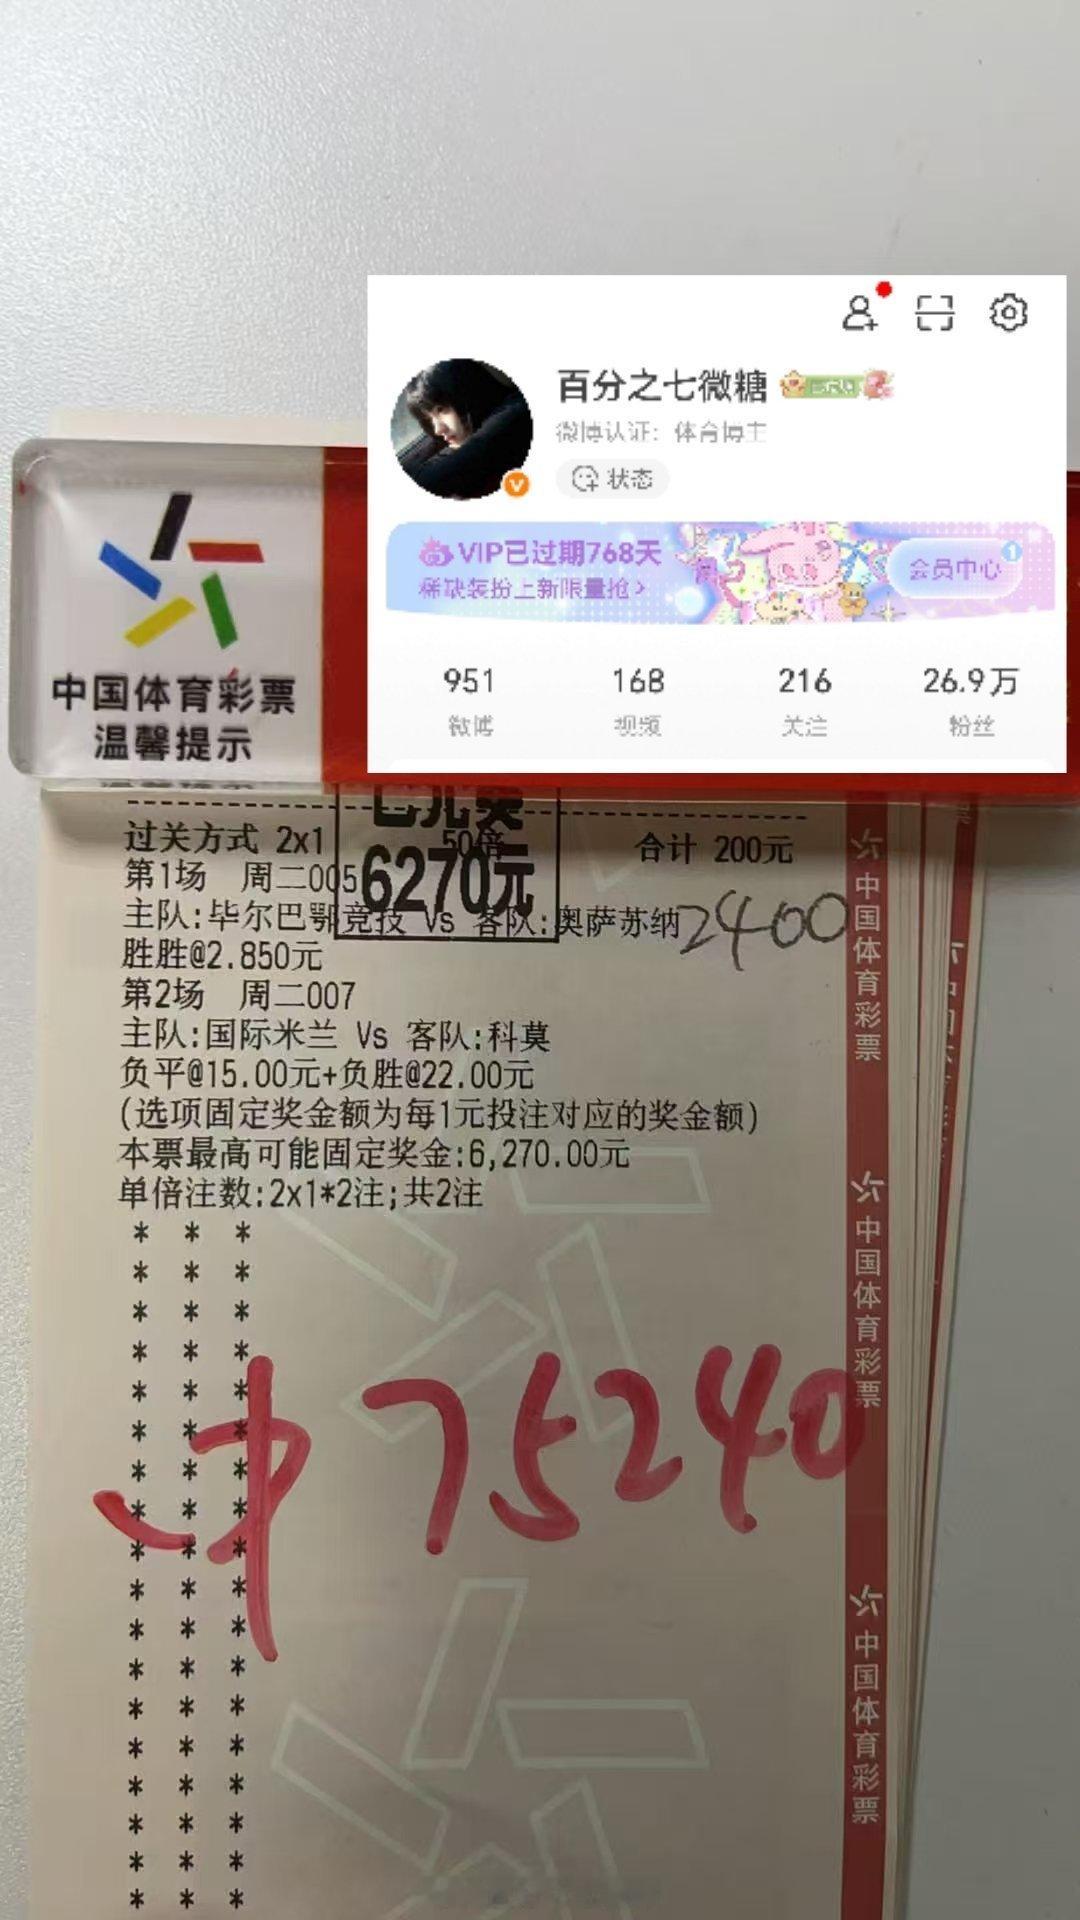 百分之七微糖
微博认证：体育博主
状态
VIP已过期768天
稀缺装扮上新限量抢>
会员中心
1
951
微博
168
视频
216
关注
26.9万
粉丝
中国体育彩票
温馨提示
已兑奖
6270元
过关方式 2x1 50倍 合计 200元
第1场 周二005
主队:毕尔巴鄂竞技 Vs 客队:奥萨苏纳
2400
胜胜@2.850元
第2场 周二007
主队:国际米兰 Vs 客队:科莫
负平@15.00元+负胜@22.00元
(选项固定奖金额为每1元投注对应的奖金额)
本票最高可能固定奖金:6,270.00元
单倍注数:2x1*2注;共2注
中 75240
中国体育彩票
中国体育彩票
中国体育彩票